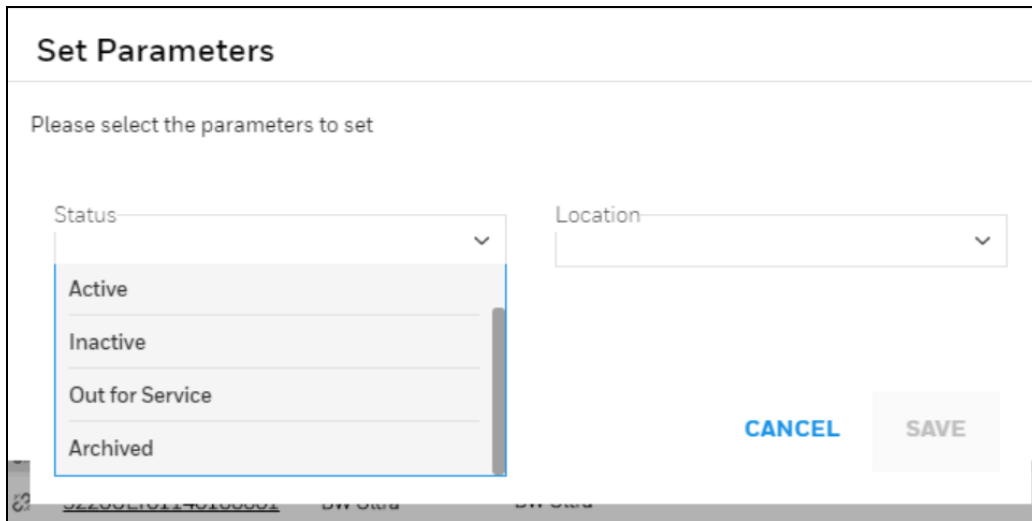 Set Parameters
Please select the parameters to set
Status
Location
Active
Inactive
Out for Service
Archived
CANCEL
SAVE
BW Ultra BW Ultra